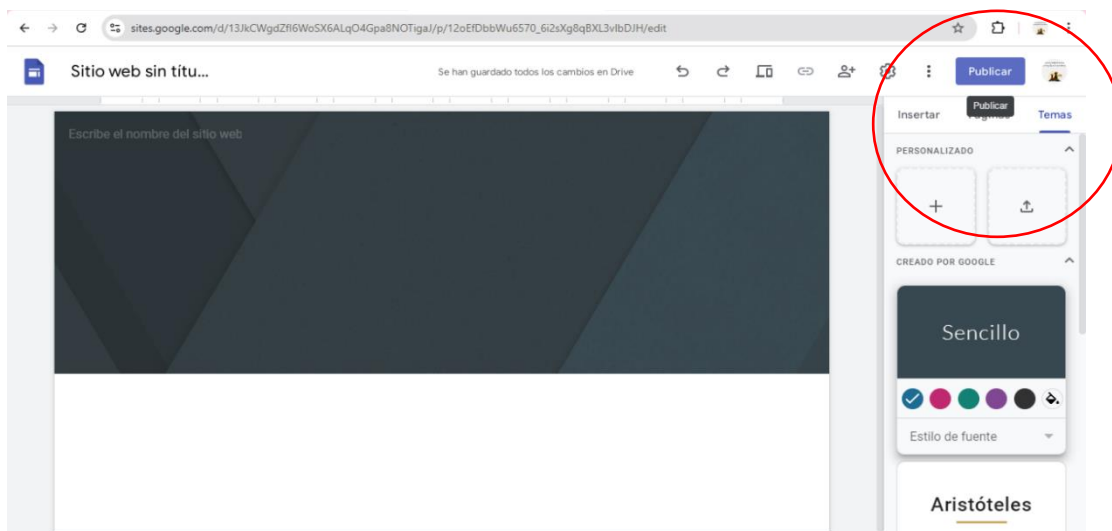 sites.google.com/d/13JkCWgdZfl6WoSX6ALqO4Gpa8NOTigaJ/p/12oEfDbbWu6570_6i2sXg8qBXL3vlbDJH/edit
Sitio web sin títu...
Se han guardado todos los cambios en Drive
Publicar
Publicar
Insertar
Temas
Escribe el nombre del sitio web
PERSONALIZADO
CREADO POR GOOGLE
Sencillo
Estilo de fuente
Aristóteles